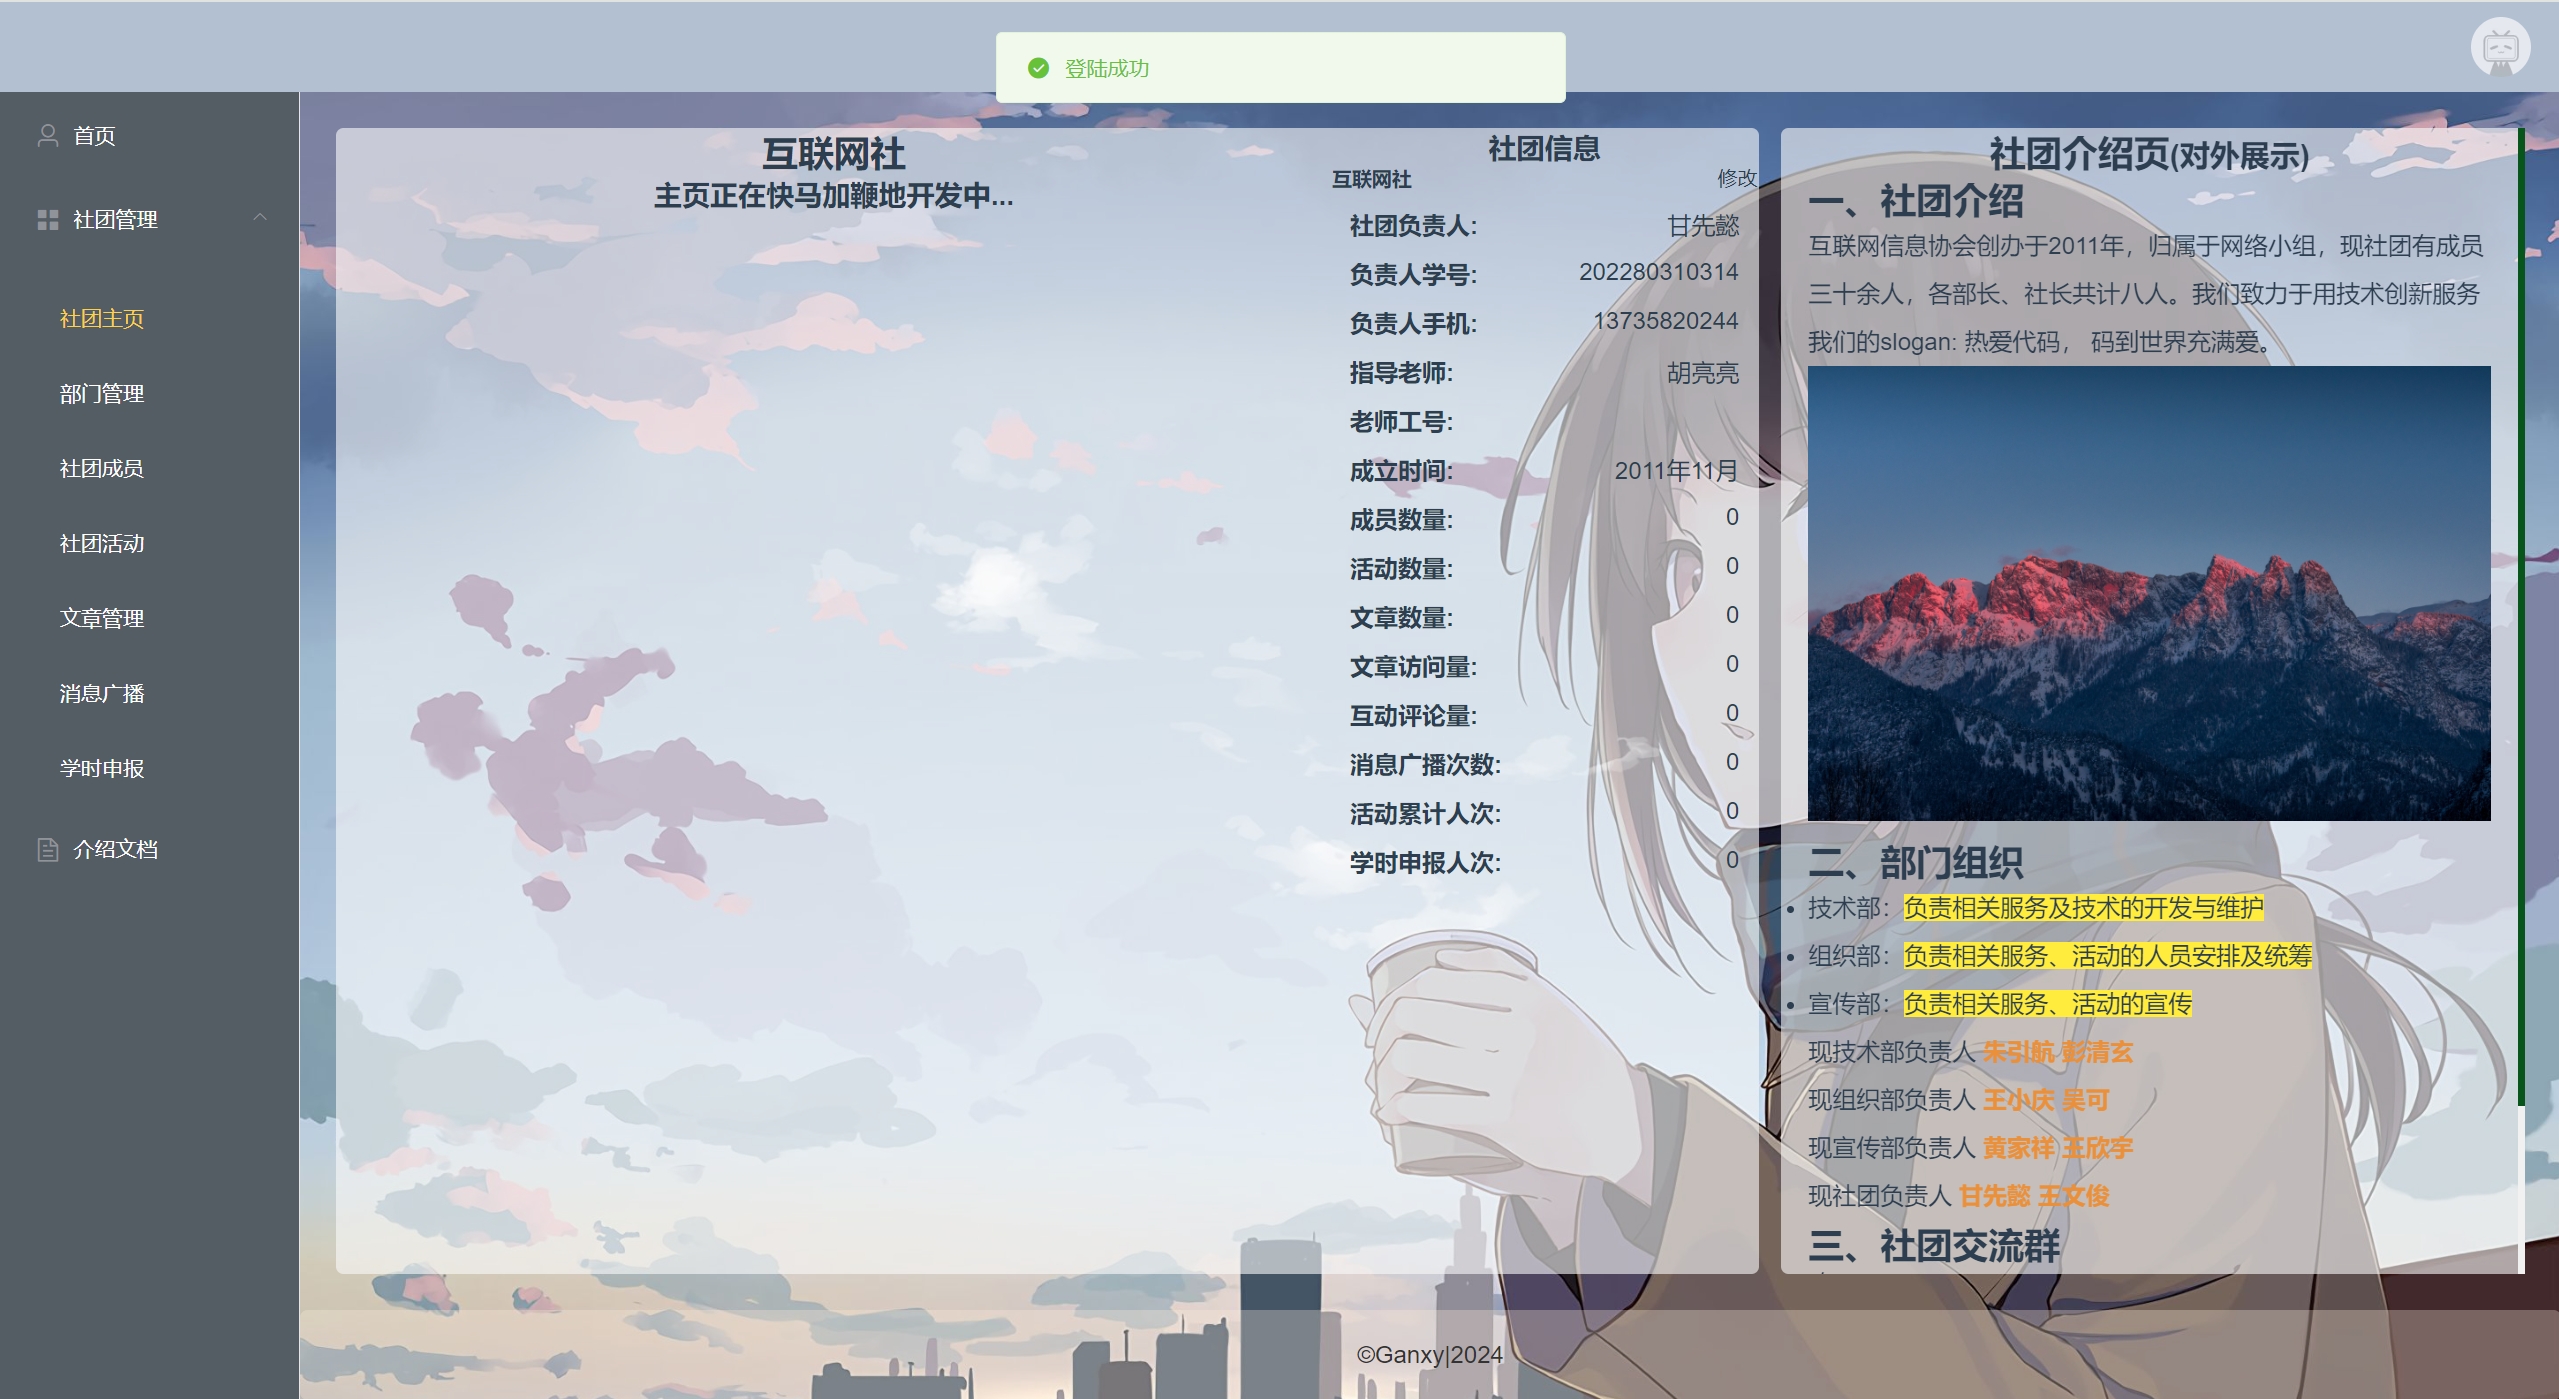 登陆成功
首页
社团管理
社团主页
部门管理
社团成员
社团活动
文章管理
消息广播
学时申报
介绍文档
互联网社
主页正在快马加鞭地开发中...
社团信息
互联网社 修改
社团负责人: 甘先懿
负责人学号: 202280310314
负责人手机: 13735820244
指导老师: 胡亮亮
老师工号:
成立时间: 2011年11月
成员数量: 0
活动数量: 0
文章数量: 0
文章访问量: 0
互动评论量: 0
消息广播次数: 0
活动累计人次: 0
学时申报人次: 0
社团介绍页(对外展示)
一、社团介绍
互联网信息协会创办于2011年，归属于网络小组，现社团有成员
三十余人，各部长、社长共计八人。我们致力于用技术创新服务
我们的slogan: 热爱代码， 码到世界充满爱。
二、部门组织
• 技术部：负责相关服务及技术的开发与维护
• 组织部：负责相关服务、活动的人员安排及统筹
• 宣传部：负责相关服务、活动的宣传
现技术部负责人 朱引航 彭清玄
现组织部负责人 王小庆 吴可
现宣传部负责人 黄家祥 王欣宇
现社团负责人 甘先懿 王文俊
三、社团交流群
©Ganxy|2024